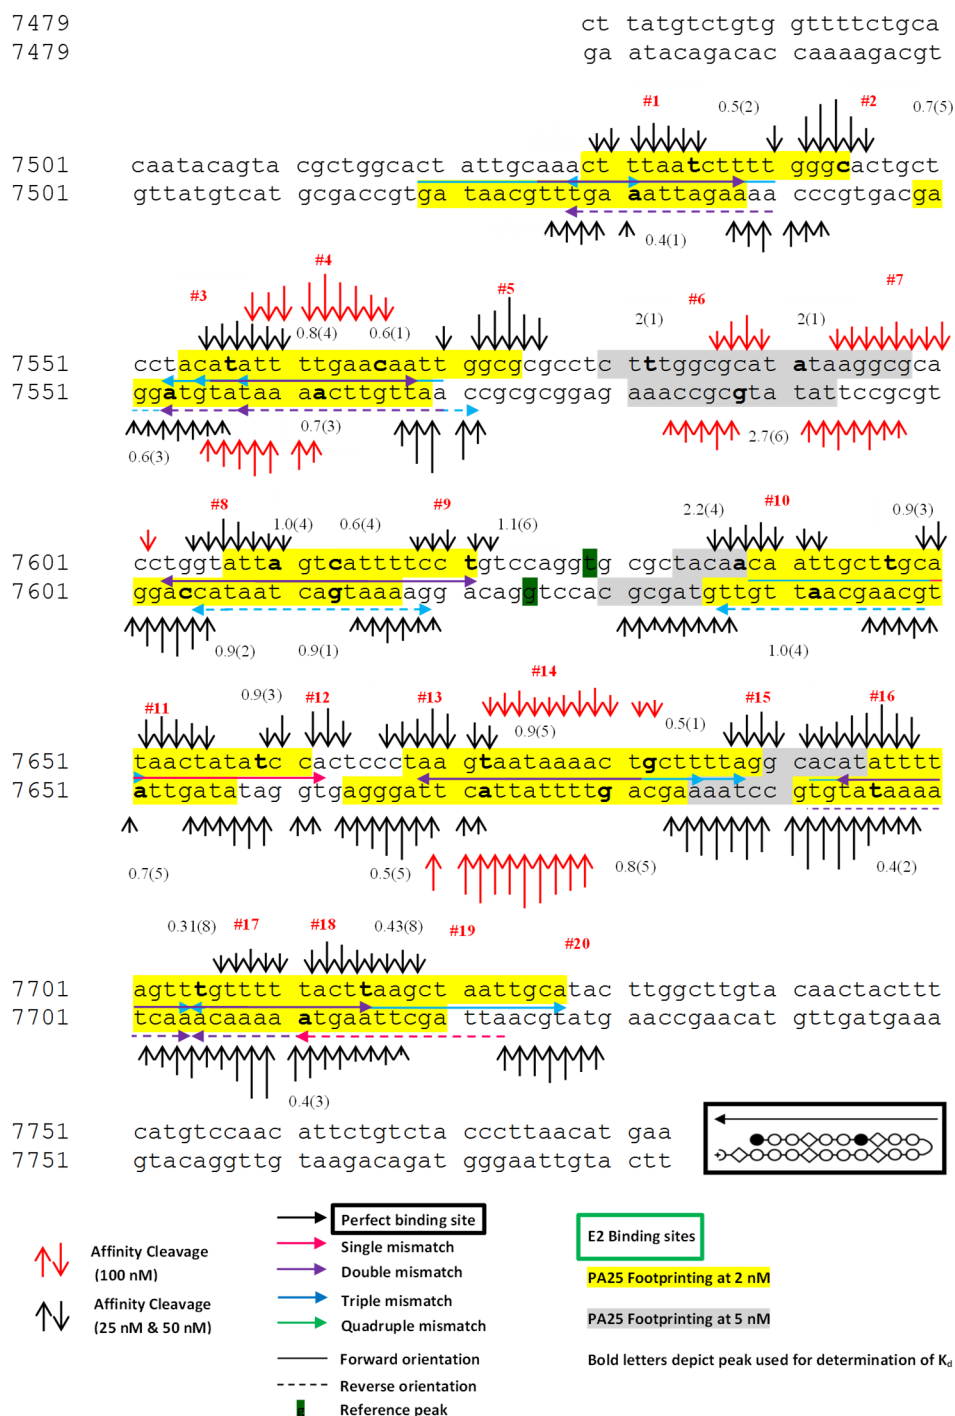 7479 ct tatgtctgtg gttttctgca
7479 ga atacagacac caaaagacgt
#1 0.5(2) #2 0.7(5)
7501 caatacagta cgctggcact attgcaaact tttaatcttt tgggcactgct
7501 gttatgtcat gcgaccgtga taacgtttga aaattagaaa acccgtgacga
0.4(1)
#4
#3 #5 #7
#6
0.8(4) 0.6(1) 2(1) 2(1)
7551 cctacatatt ttgaacaatt ggcgcgcctc tttggcgcat ataaggcgca
7551 ggatgtataa aacttgttaa ccgcgcggag aaaccgcgta tattccgcgt
0.6(3) 0.7(3) 2.7(6)
#8 #9 #10
1.0(4) 0.6(4) 1.1(6) 2.2(4) 0.9(3)
7601 cctggtatta gtcattttcc tgtccaggtg cgctacaaca attgcttgca
7601 ggaccataat cagtaaaagg acaggtccac gcgatgttgt taacgaacgt
0.9(2) 0.9(1) 1.0(4)
#14
0.9(3)
#11 #12 #13 #15 #16
0.9(5) 0.5(1)
7651 taactatatc cactccctaa gtaataaaac tgcttttagg cacatatttt
7651 attgatatag gtgagggatt cattattttg acgaaaatcc gtgtataaaa
0.7(5) 0.5(5) 0.8(5) 0.4(2)
0.31(8) #17 #18 0.43(8) #19
#20
7701 agttttgtttt tacttaagct aattgcatac ttggcttgta caactacttt
7701 tcaaacaaaa atgaattcga ttaacgtatg aaccgaacat gttgatgaaa
0.4(3)
7751 catgtccaac attctgtcta cccttaacat gaa
7751 gtacaggttg taagacagat gggaattgta ctt
Affinity Cleavage
(100 nM)
Affinity Cleavage
(25 nM & 50 nM)
Perfect binding site
Single mismatch
Double mismatch
Triple mismatch
Quadruple mismatch
Forward orientation
Reverse orientation
g Reference peak
E2 Binding sites
PA25 Footprinting at 2 nM
PA25 Footprinting at 5 nM
Bold letters depict peak used for determination of Kd